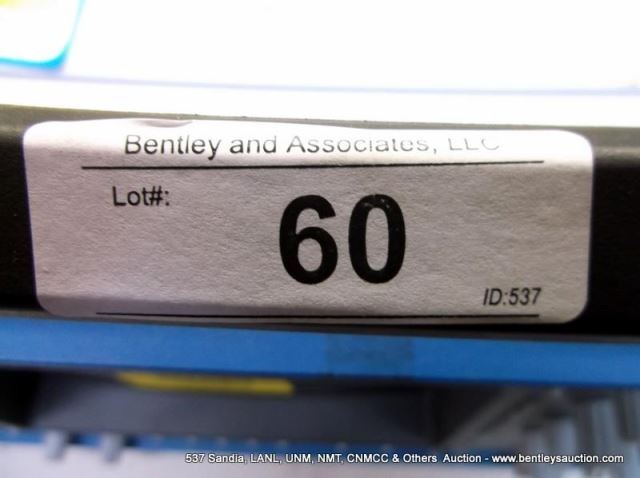 Bentley and Associates, LLC
Lot#:
60
ID:537
537 Sandia, LANL, UNM, NMT, CNMCC & Others Auction - www.bentleysauction.com